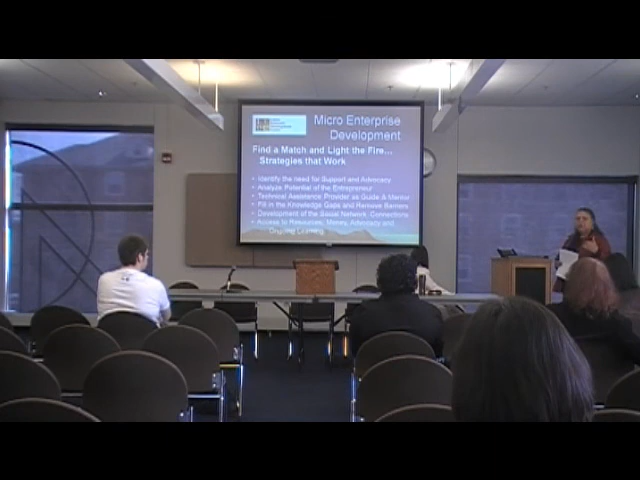 Micro Enterprise
Development
Find a Match and Light the Fire...
Strategies that Work
- Identify the need for Support and Advocacy
- Analyze Potential of the Entrepreneur
- Technical Assistance Provider as Guide & Mentor
- Fill in the Knowledge Gaps and Remove Barriers
- Development of the Social Network: Connections
- Access to Resources: Money, Advocacy and
Ongoing Learning